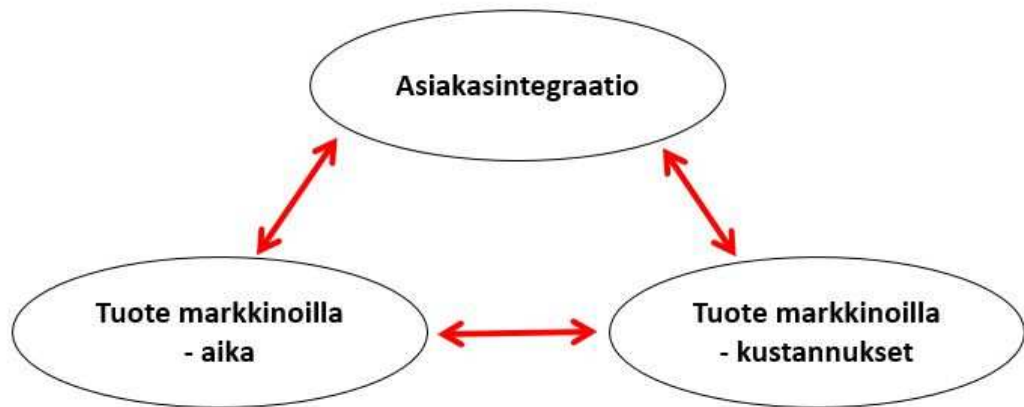 Asiakasintegraatio
Tuote markkinoilla
- aika
Tuote markkinoilla
- kustannukset